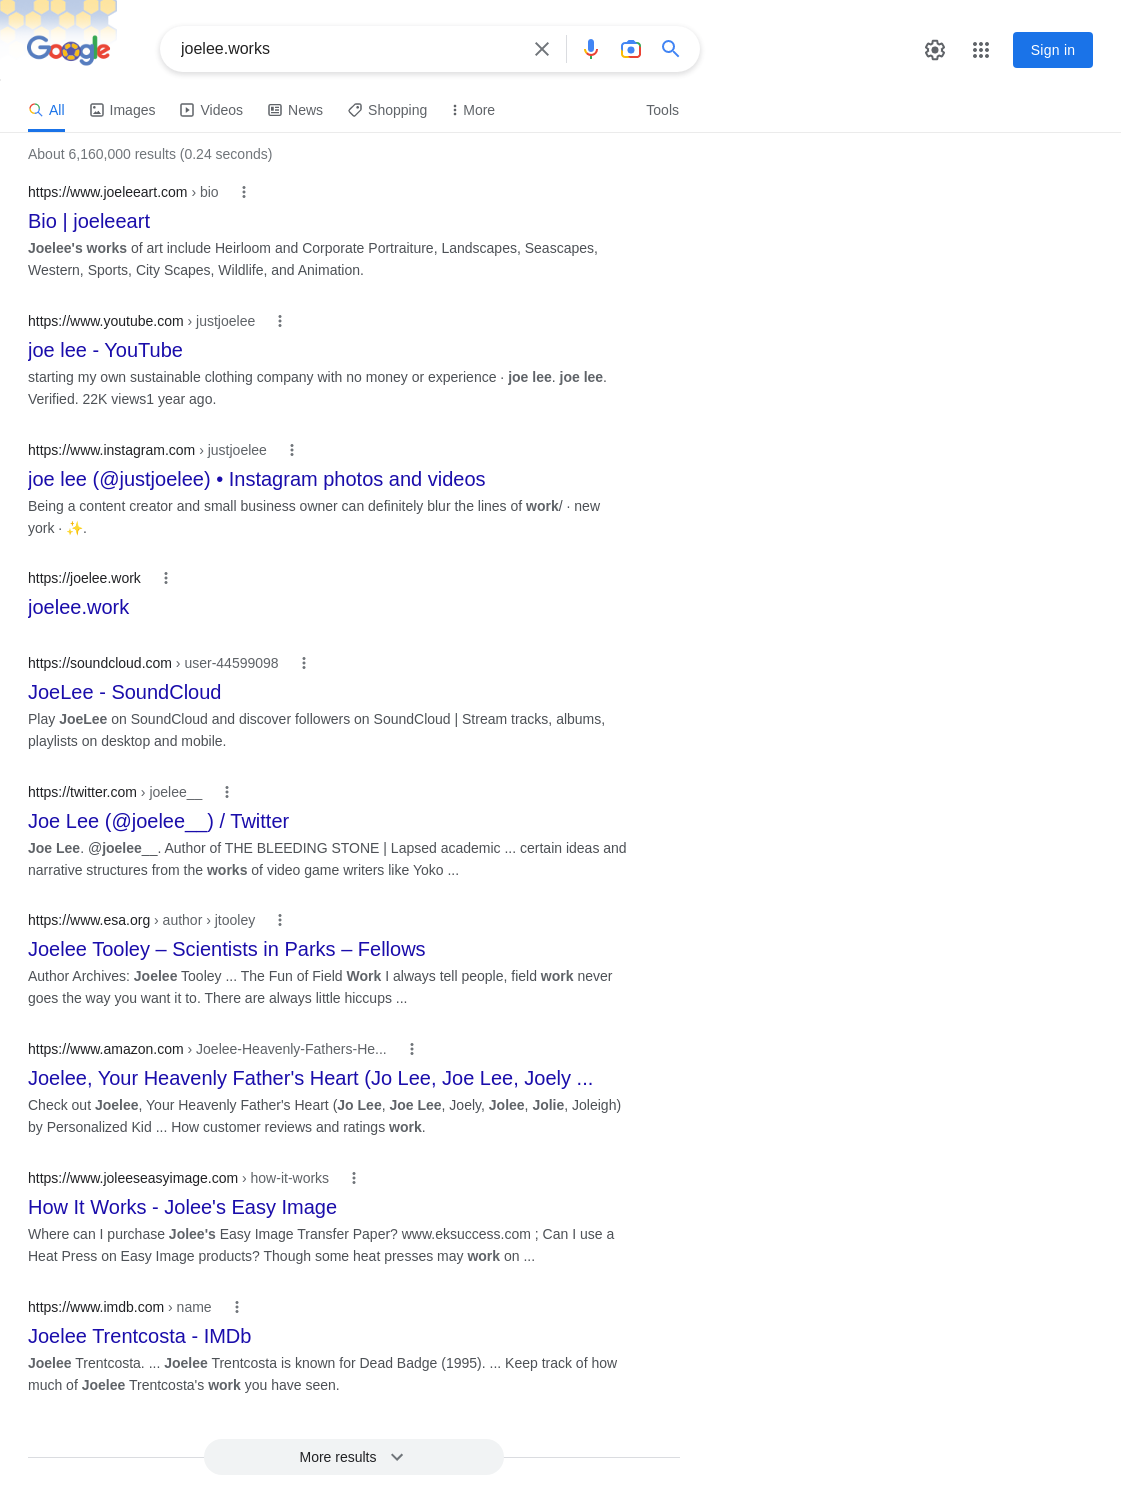 Google
joelee.works
Sign in
All Images Videos News Shopping More Tools
About 6,160,000 results (0.24 seconds)
https://www.joeleeart.com › bio
Bio | joeleeart
Joelee's works of art include Heirloom and Corporate Portraiture, Landscapes, Seascapes,
Western, Sports, City Scapes, Wildlife, and Animation.
https://www.youtube.com › justjoelee
joe lee - YouTube
starting my own sustainable clothing company with no money or experience · joe lee. joe lee.
Verified. 22K views1 year ago.
https://www.instagram.com › justjoelee
joe lee (@justjoelee) • Instagram photos and videos
Being a content creator and small business owner can definitely blur the lines of work/ · new
york · ✨.
https://joelee.work
joelee.work
https://soundcloud.com › user-44599098
JoeLee - SoundCloud
Play JoeLee on SoundCloud and discover followers on SoundCloud | Stream tracks, albums,
playlists on desktop and mobile.
https://twitter.com › joelee__
Joe Lee (@joelee__) / Twitter
Joe Lee. @joelee__. Author of THE BLEEDING STONE | Lapsed academic ... certain ideas and
narrative structures from the works of video game writers like Yoko ...
https://www.esa.org › author › jtooley
Joelee Tooley – Scientists in Parks – Fellows
Author Archives: Joelee Tooley ... The Fun of Field Work I always tell people, field work never
goes the way you want it to. There are always little hiccups ...
https://www.amazon.com › Joelee-Heavenly-Fathers-He...
Joelee, Your Heavenly Father's Heart (Jo Lee, Joe Lee, Joely ...
Check out Joelee, Your Heavenly Father's Heart (Jo Lee, Joe Lee, Joely, Jolee, Jolie, Joleigh)
by Personalized Kid ... How customer reviews and ratings work.
https://www.joleeseasyimage.com › how-it-works
How It Works - Jolee's Easy Image
Where can I purchase Jolee's Easy Image Transfer Paper? www.eksuccess.com ; Can I use a
Heat Press on Easy Image products? Though some heat presses may work on ...
https://www.imdb.com › name
Joelee Trentcosta - IMDb
Joelee Trentcosta. ... Joelee Trentcosta is known for Dead Badge (1995). ... Keep track of how
much of Joelee Trentcosta's work you have seen.
More results